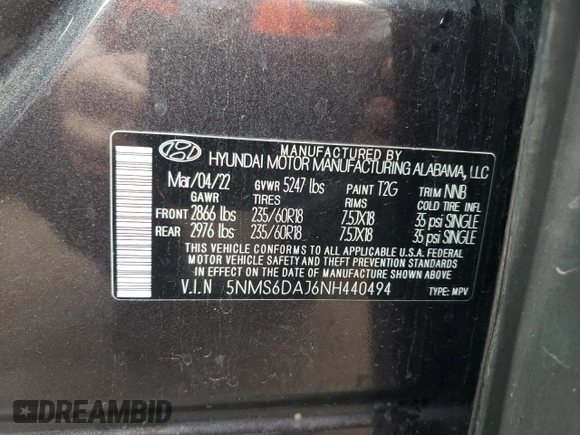 MANUFACTURED BY
HYUNDAI MOTOR MANUFACTURING ALABAMA, LLC
Mar/04/22 GVWR 5247 lbs PAINT T2G TRIM NNB
GAWR TIRES RIMS COLD TIRE INFL
FRONT 2866 lbs 235/60R18 7.5JX18 35 psi SINGLE
REAR 2976 lbs 235/60R18 7.5JX18 35 psi SINGLE
THIS VEHICLE CONFORMS TO ALL APPLICABLE U.S.A. FEDERAL
MOTOR VEHICLE SAFETY AND THEFT PREVENTION STANDARDS
IN EFFECT ON THE DATE OF MANUFACTURE SHOWN ABOVE.
V.I.N 5NMS6DAJ6NH440494 TYPE: MPV
DREAMBID